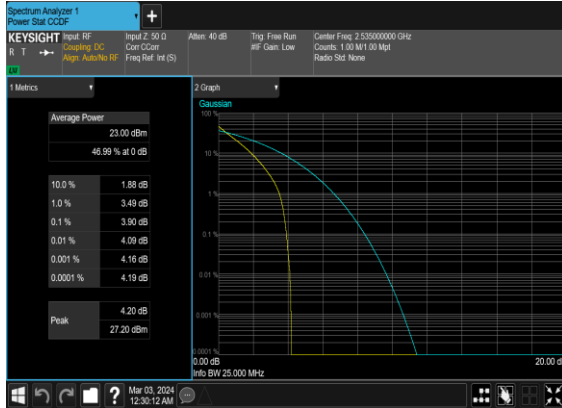 Spectrum Analyzer 1
Power Stat CCDF
+
KEYSIGHT
R T
LXI
Input: RF
Coupling: DC
Align: Auto/No RF
Input Z: 50 Ω
Corr CCorr
Freq Ref: Int (S)
Atten: 40 dB
Trig: Free Run
#IF Gain: Low
Center Freq: 2.535000000 GHz
Counts: 1.00 M/1.00 Mpt
Radio Std: None
1 Metrics
Average Power
23.00 dBm
46.99 % at 0 dB
10.0 % 1.88 dB
1.0 % 3.49 dB
0.1 % 3.90 dB
0.01 % 4.09 dB
0.001 % 4.16 dB
0.0001 % 4.19 dB
Peak
4.20 dB
27.20 dBm
2 Graph
Gaussian
100 %
10 %
1 %
0.1 %
0.01 %
0.001 %
0.0001 %
0.00 dB
20.00 d
Info BW 25.000 MHz
?
Mar 03, 2024
12:30:12 AM